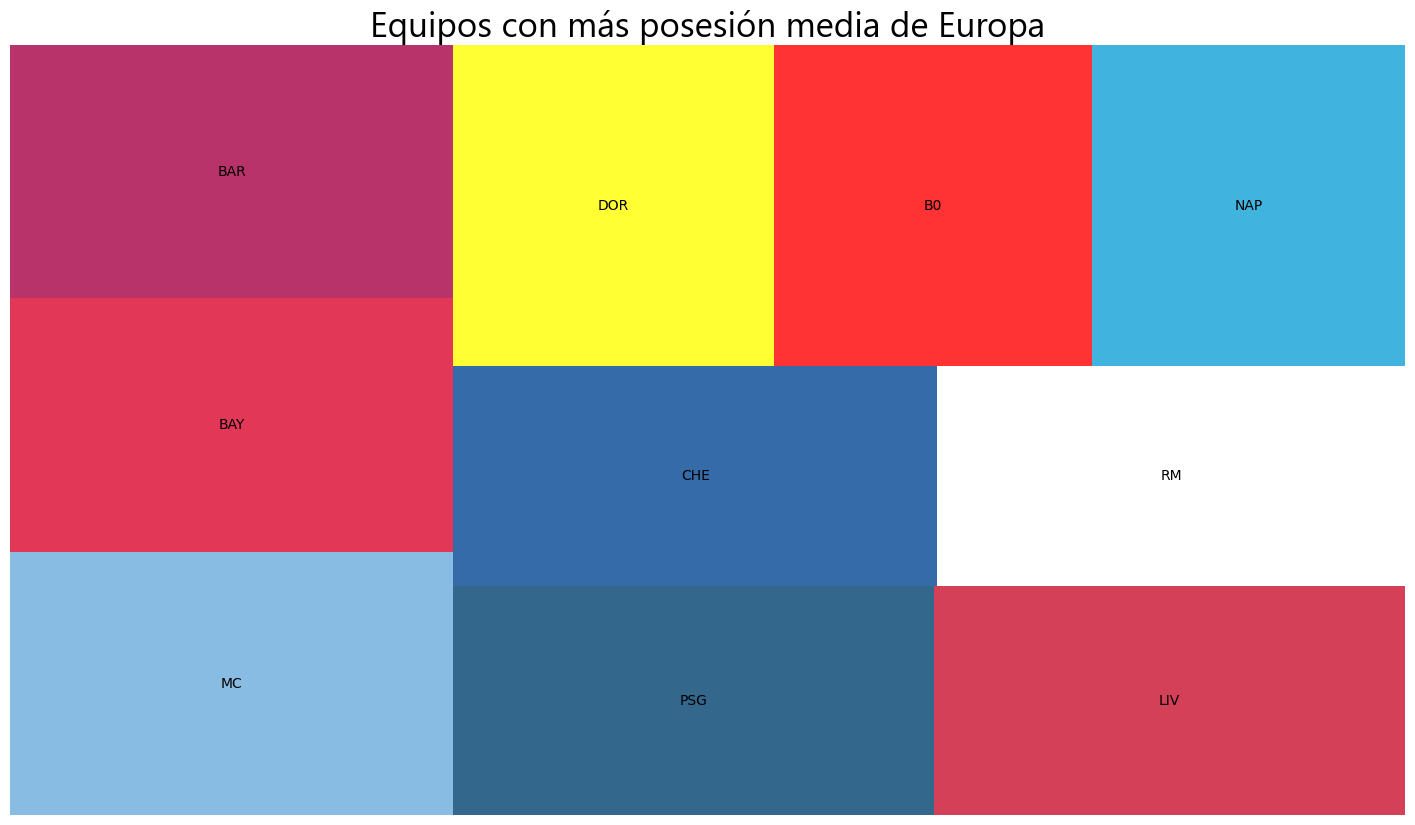 Equipos con más posesión media de Europa
BAR
DOR
B0
NAP
BAY
CHE
RM
MC
PSG
LIV